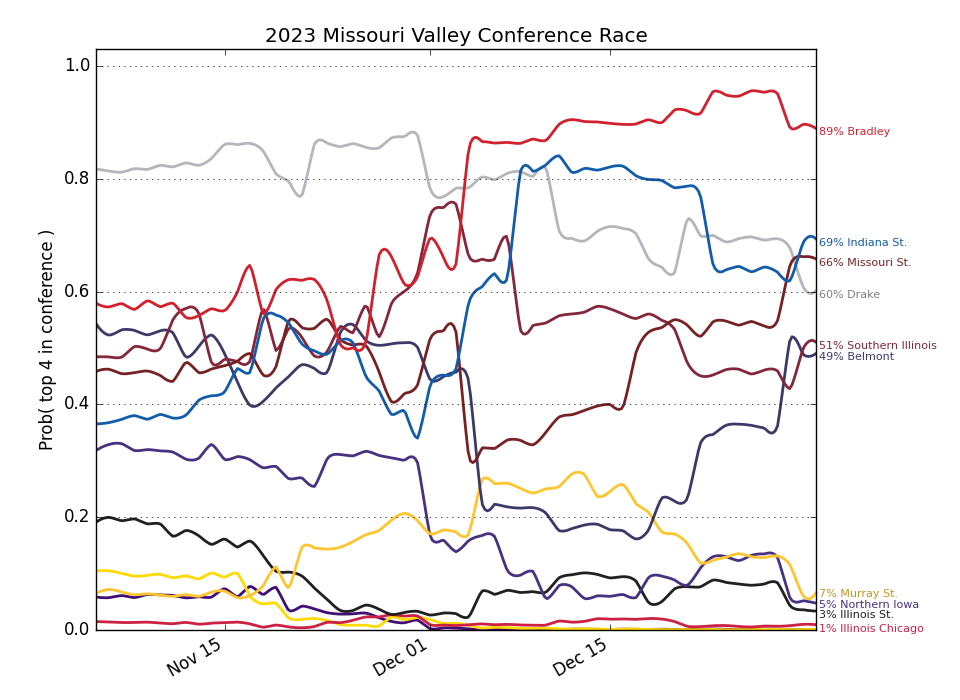 2023 Missouri Valley Conference Race
Prob( top 4 in conference )
1.0
0.8
0.6
0.4
0.2
0.0
Nov 15
Dec 01
Dec 15
89% Bradley
69% Indiana St.
66% Missouri St.
60% Drake
51% Southern Illinois
49% Belmont
7% Murray St.
5% Northern Iowa
3% Illinois St.
1% Illinois Chicago